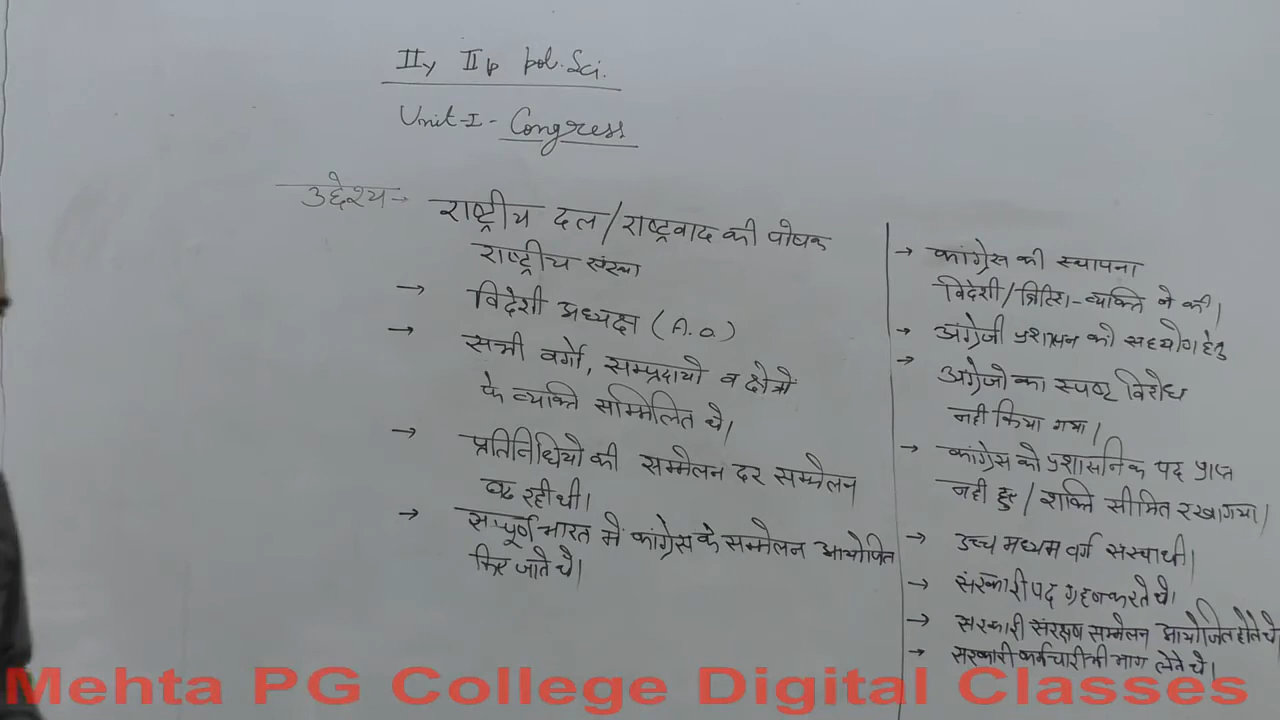 IIy IIp pol. Sci.
Unit-I- Congress
उद्देश्य → राष्ट्रीय दल/राष्ट्रवाद की पोषक
राष्ट्रीय संस्था
→ विदेशी अध्यक्ष (A.O)
→ सभी वर्गो, सम्प्रदायो व क्षेत्रो
के व्यक्ति सम्मिलित थे।
→ प्रतिनिधियो की सम्मेलन दर सम्मेलन
बढ रही थी।
→ सम्पूर्ण भारत में कांग्रेस के सम्मेलन आयोजित
किए जाते थे।
→ कांग्रेस की स्थापना
विदेशी/ब्रिटिश-व्यक्ति ने की।
→ अंग्रेजी प्रशासन को सहयोग हेतु
→ अंग्रेजो का स्पष्ट विरोध
नही किया गया।
→ कांग्रेस को प्रशासनिक पद प्राप्त
नही हुए / शक्ति सीमित रखा गया।
→ उच्च मध्यम वर्ग संस्था थी।
→ सरकारी पद ग्रहण करते थे।
→ सरकारी संरक्षण सम्मेलन आयोजित होते थे
→ सरकारी कर्मचारी भी भाग लेते थे।
Mehta PG College Digital Classes